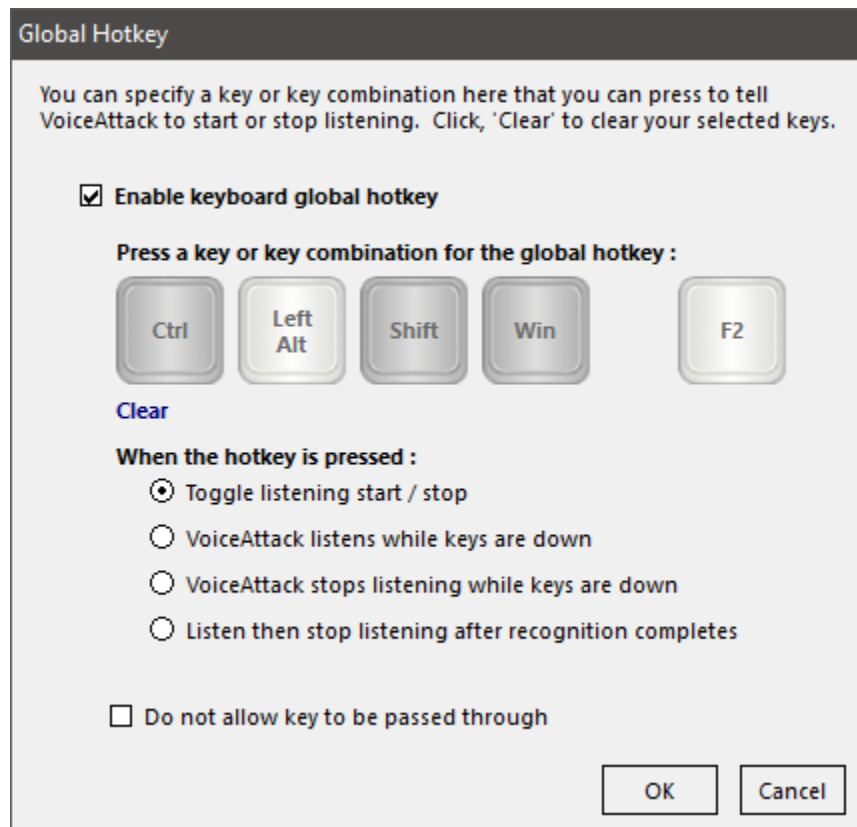 Global Hotkey
You can specify a key or key combination here that you can press to tell
VoiceAttack to start or stop listening.  Click, 'Clear' to clear your selected keys.
Enable keyboard global hotkey
Press a key or key combination for the global hotkey :
Ctrl
Left
Alt
Shift
Win
F2
Clear
When the hotkey is pressed :
Toggle listening start / stop
VoiceAttack listens while keys are down
VoiceAttack stops listening while keys are down
Listen then stop listening after recognition completes
Do not allow key to be passed through
OK
Cancel